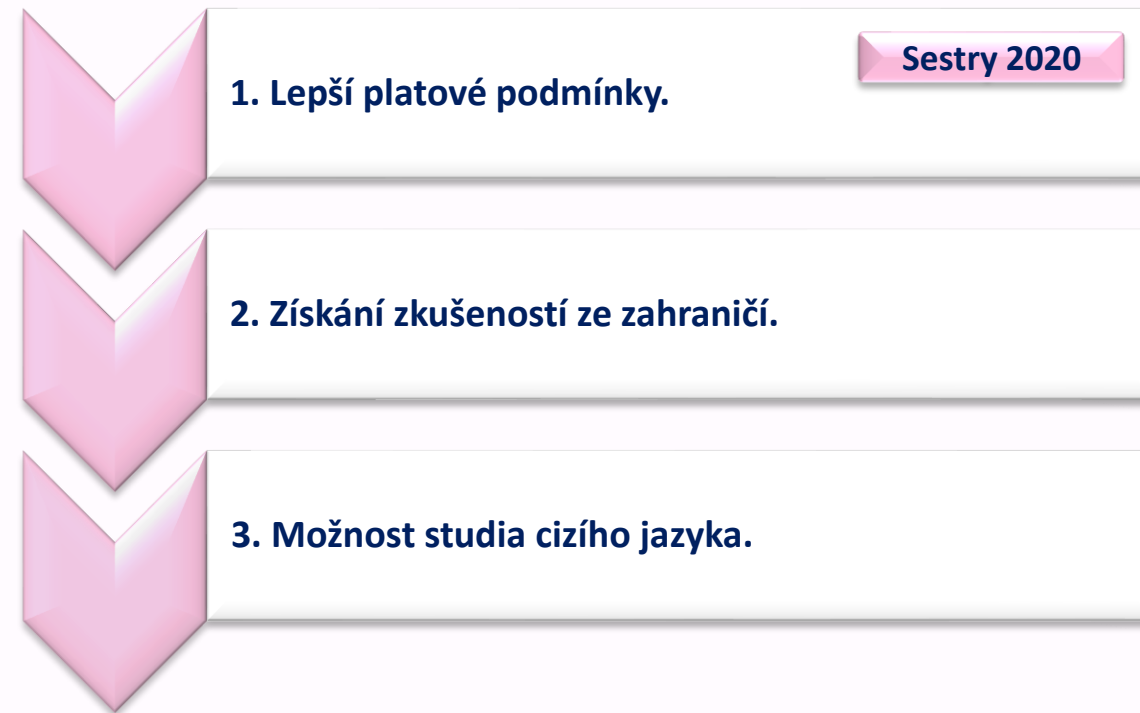 Sestry 2020
1. Lepší platové podmínky.
2. Získání zkušeností ze zahraničí.
3. Možnost studia cizího jazyka.